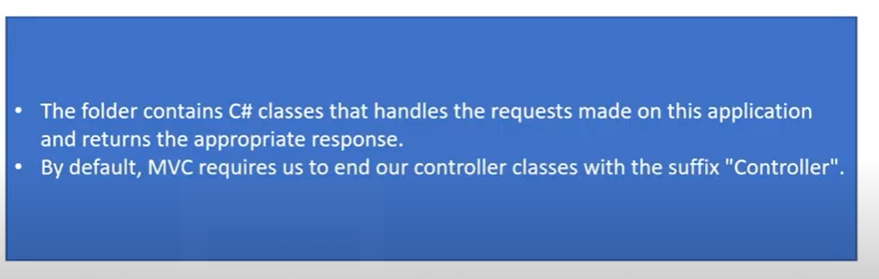 • The folder contains C# classes that handles the requests made on this application
and returns the appropriate response.
• By default, MVC requires us to end our controller classes with the suffix "Controller".